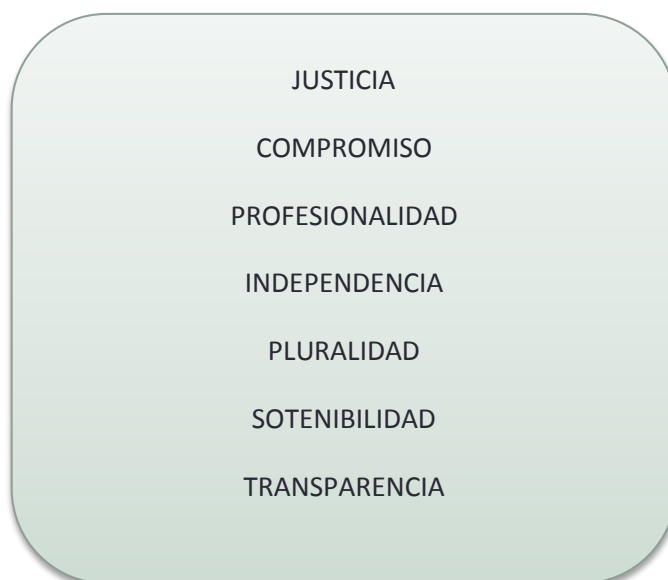 JUSTICIA
COMPROMISO
PROFESIONALIDAD
INDEPENDENCIA
PLURALIDAD
SOTENIBILIDAD
TRANSPARENCIA